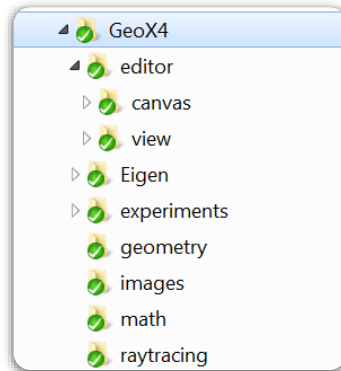 GeoX4
editor
canvas
view
Eigen
experiments
geometry
images
math
raytracing